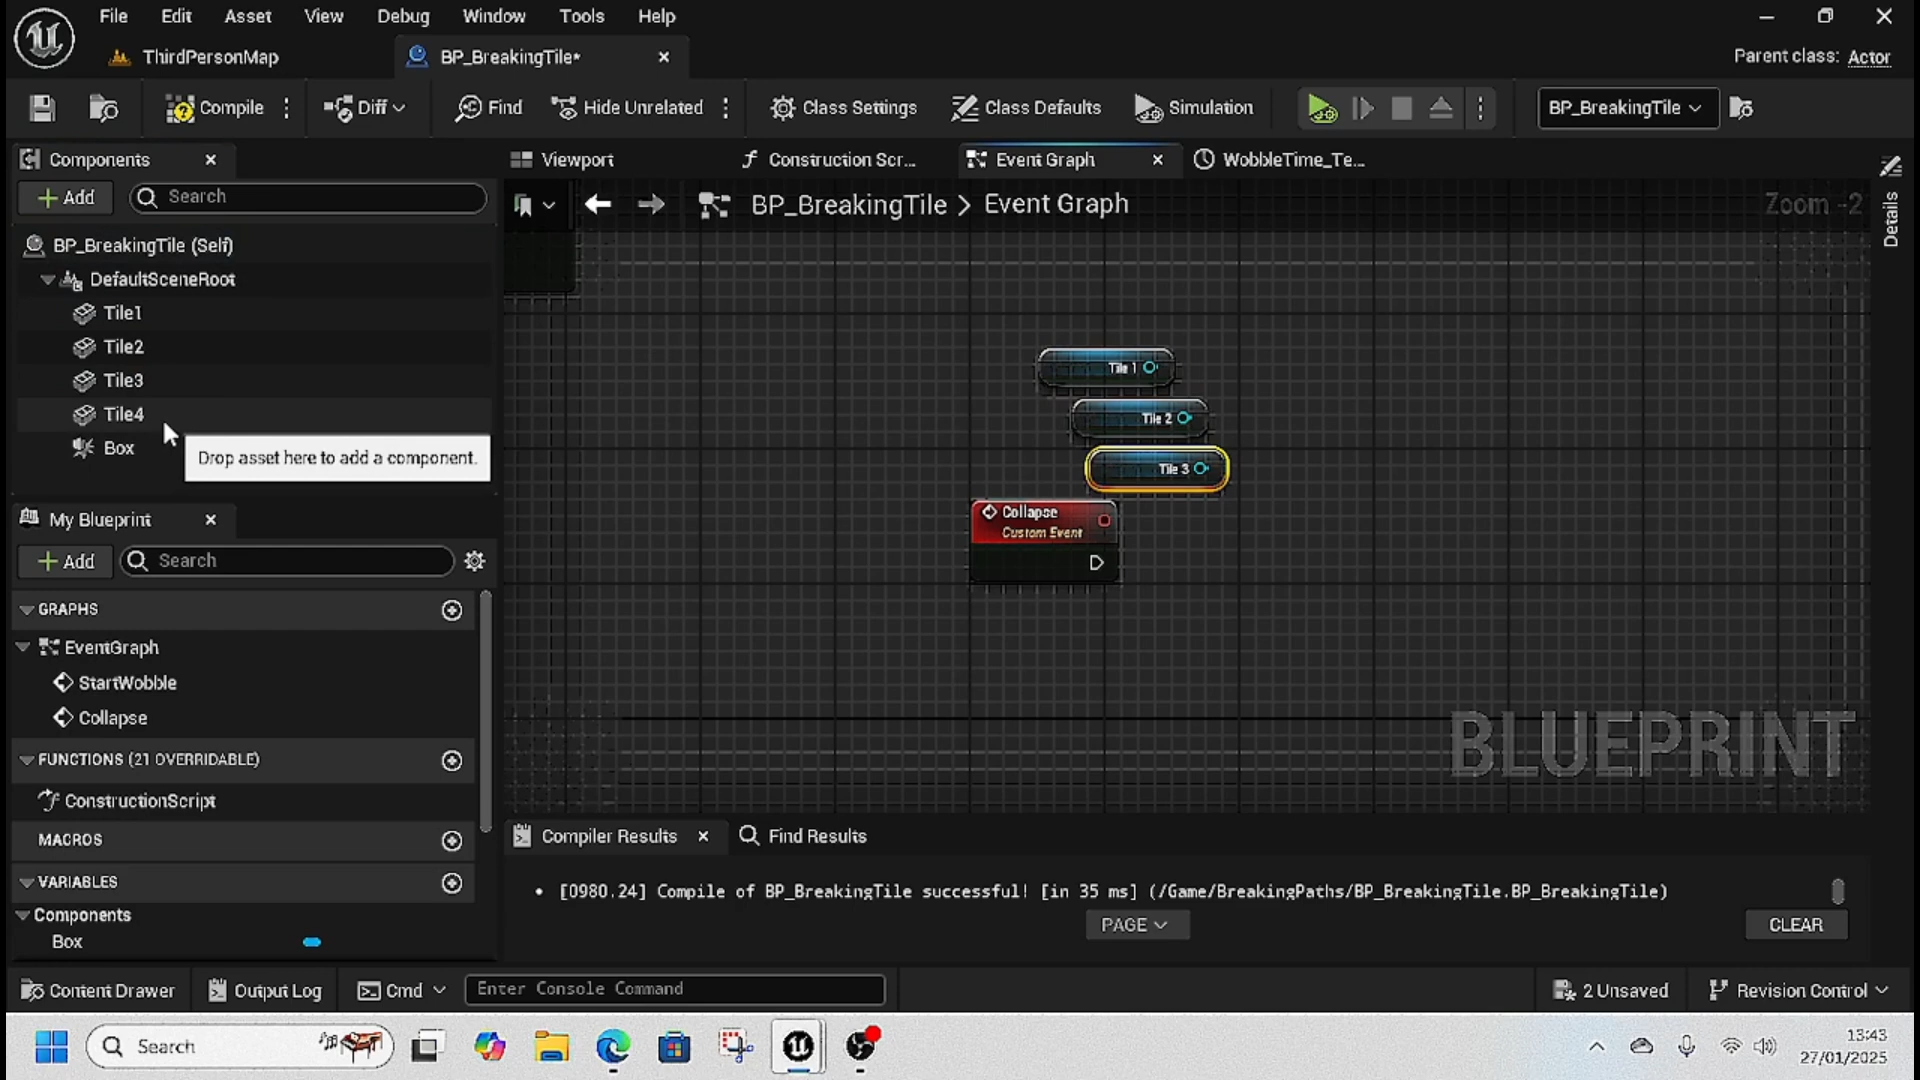 File Edit Asset View Debug Window Tools Help
ThirdPersonMap BP_BreakingTile* Parent class: Actor
Compile Diff Find Hide Unrelated Class Settings Class Defaults Simulation BP_BreakingTile
Components Viewport Construction Scr... Event Graph WobbleTime_Te...
Add Search
BP_BreakingTile > Event Graph Zoom -2
Details
BP_BreakingTile (Self)
DefaultSceneRoot
Tile1
Tile2
Tile3
Tile4
Box
Drop asset here to add a component.
Tile 1
Tile 2
Tile 3
Collapse
Custom Event
BLUEPRINT
My Blueprint
Add Search
GRAPHS
EventGraph
StartWobble
Collapse
FUNCTIONS (21 OVERRIDABLE)
ConstructionScript
MACROS
VARIABLES
Components
Box
Compiler Results Find Results
[0980.24] Compile of BP_BreakingTile successful! [in 35 ms] (/Game/BreakingPaths/BP_BreakingTile.BP_BreakingTile)
PAGE CLEAR
Content Drawer Output Log Cmd Enter Console Command 2 Unsaved Revision Control
Search
13:43
27/01/2025